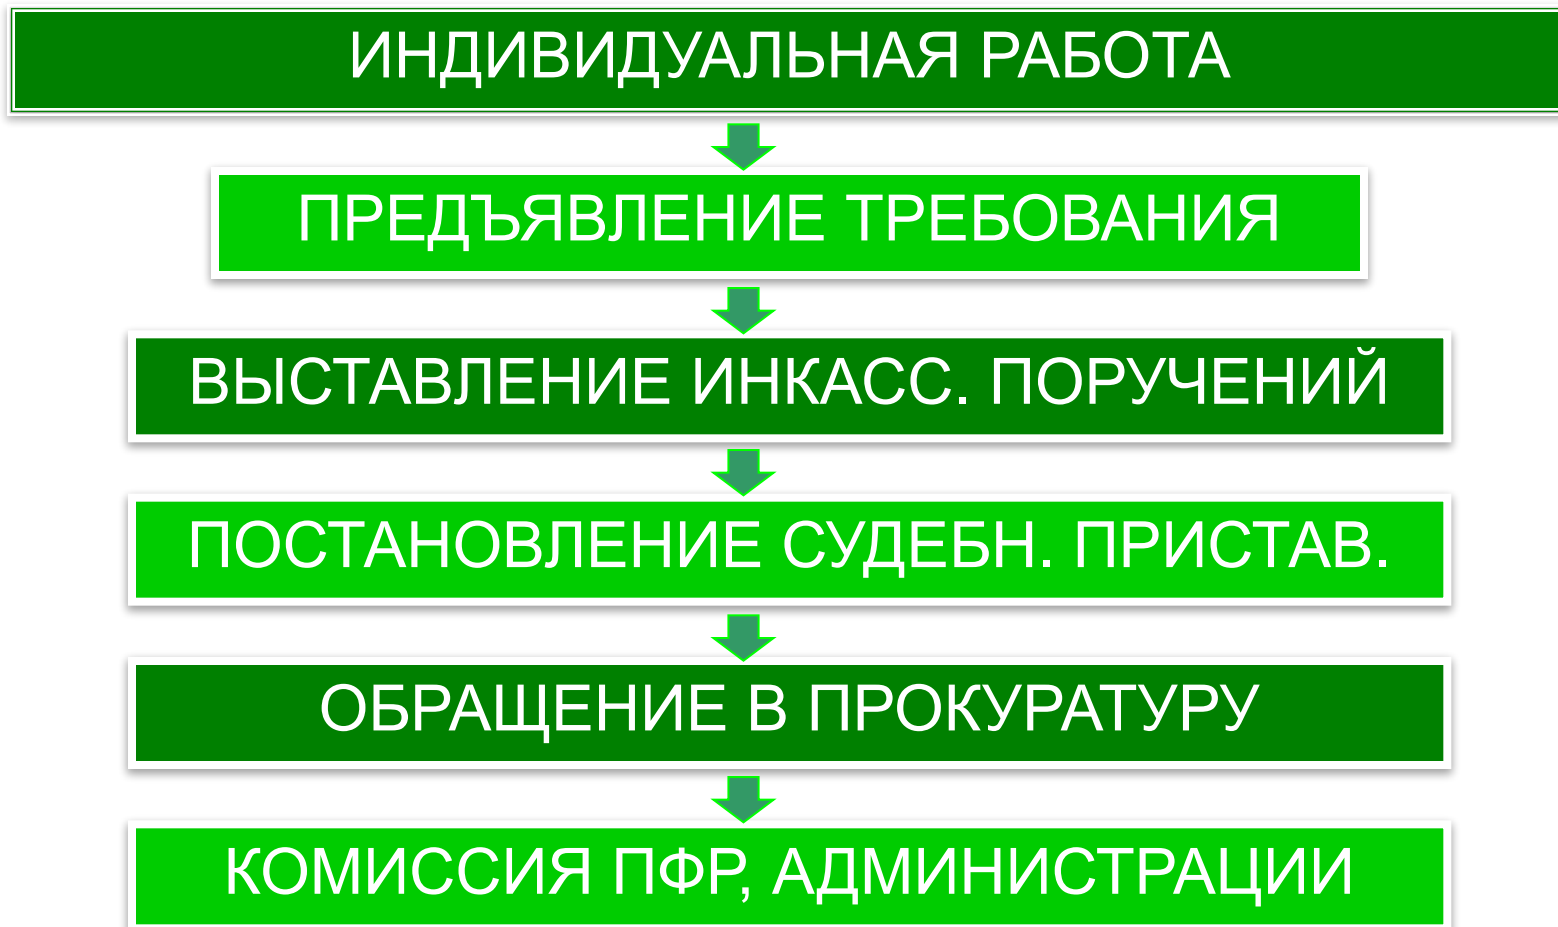 ИНДИВИДУАЛЬНАЯ РАБОТА
ПРЕДЪЯВЛЕНИЕ ТРЕБОВАНИЯ
ВЫСТАВЛЕНИЕ ИНКАСС. ПОРУЧЕНИЙ
ПОСТАНОВЛЕНИЕ СУДЕБН. ПРИСТАВ.
ОБРАЩЕНИЕ В ПРОКУРАТУРУ
КОМИССИЯ ПФР, АДМИНИСТРАЦИИ